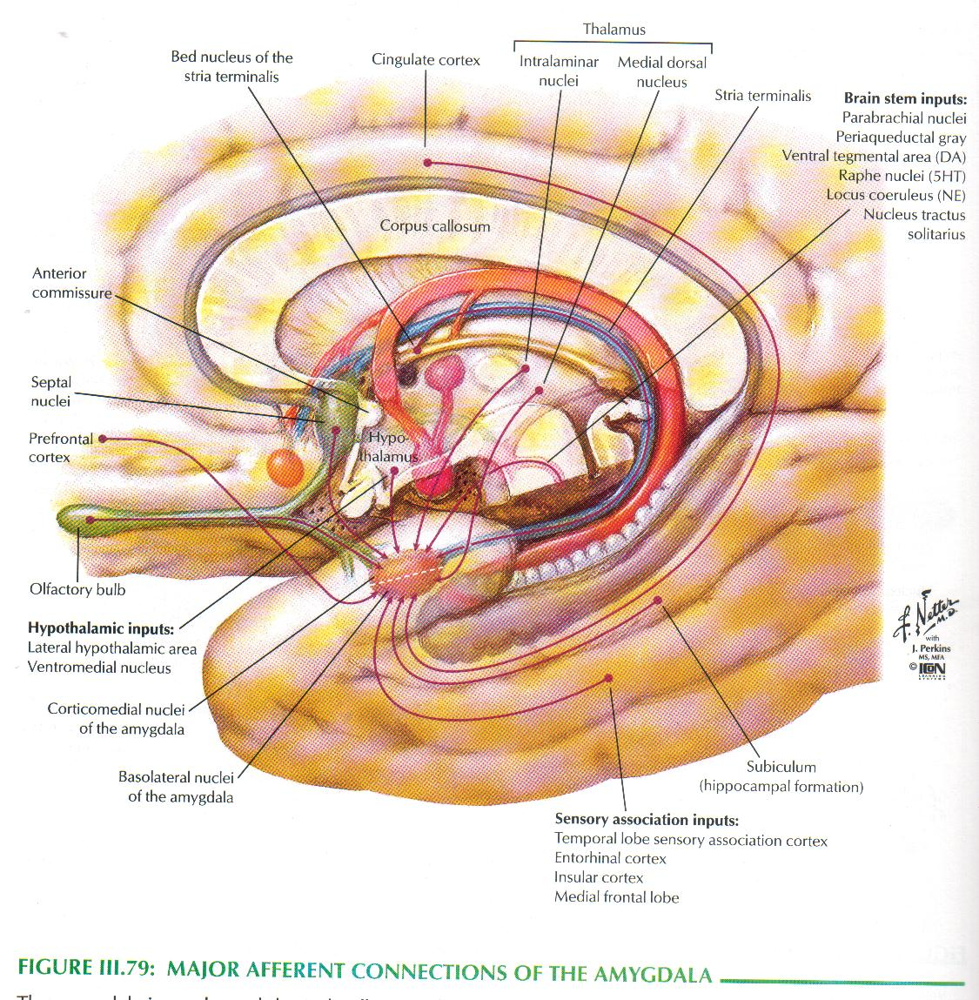 Thalamus
Bed nucleus of the
stria terminalis
Cingulate cortex
Intralaminar
nuclei
Medial dorsal
nucleus
Stria terminalis
Brain stem inputs:
Parabrachial nuclei
Periaqueductal gray
Ventral tegmental area (DA)
Raphe nuclei (5HT)
Locus coeruleus (NE)
Nucleus tractus
solitarius
Corpus callosum
Anterior
commissure
Septal
nuclei
Prefrontal
cortex
Hypo-
thalamus
Olfactory bulb
Hypothalamic inputs:
Lateral hypothalamic area
Ventromedial nucleus
Corticomedial nuclei
of the amygdala
Basolateral nuclei
of the amygdala
F. Netter
M.D.
with
J. Perkins
MS, MFA
© ICON
LEARNING
SYSTEMS
Subiculum
(hippocampal formation)
Sensory association inputs:
Temporal lobe sensory association cortex
Entorhinal cortex
Insular cortex
Medial frontal lobe
FIGURE III.79: MAJOR AFFERENT CONNECTIONS OF THE AMYGDALA